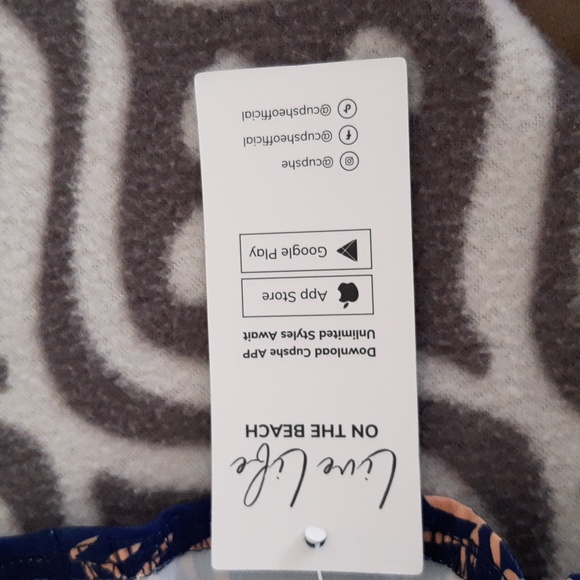 Live Life
ON THE BEACH
Download Cupshe APP
Unlimited Styles Await
App Store
Google Play
@cupshe
@cupsheofficial
@cupsheofficial